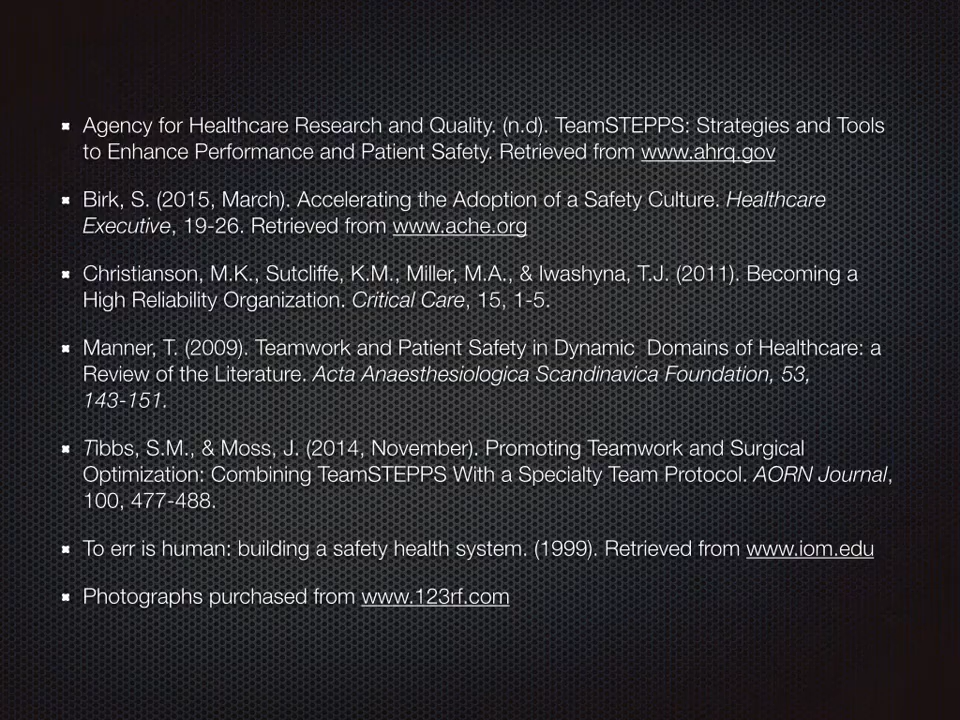 Agency for Healthcare Research and Quality. (n.d). TeamSTEPPS: Strategies and Tools
to Enhance Performance and Patient Safety. Retrieved from www.ahrq.gov
Birk, S. (2015, March). Accelerating the Adoption of a Safety Culture. Healthcare
Executive, 19-26. Retrieved from www.ache.org
Christianson, M.K., Sutcliffe, K.M., Miller, M.A., & Iwashyna, T.J. (2011). Becoming a
High Reliability Organization. Critical Care, 15, 1-5.
Manner, T. (2009). Teamwork and Patient Safety in Dynamic  Domains of Healthcare: a
Review of the Literature. Acta Anaesthesiologica Scandinavica Foundation, 53,
143-151.
Tibbs, S.M., & Moss, J. (2014, November). Promoting Teamwork and Surgical
Optimization: Combining TeamSTEPPS With a Specialty Team Protocol. AORN Journal,
100, 477-488.
To err is human: building a safety health system. (1999). Retrieved from www.iom.edu
Photographs purchased from www.123rf.com